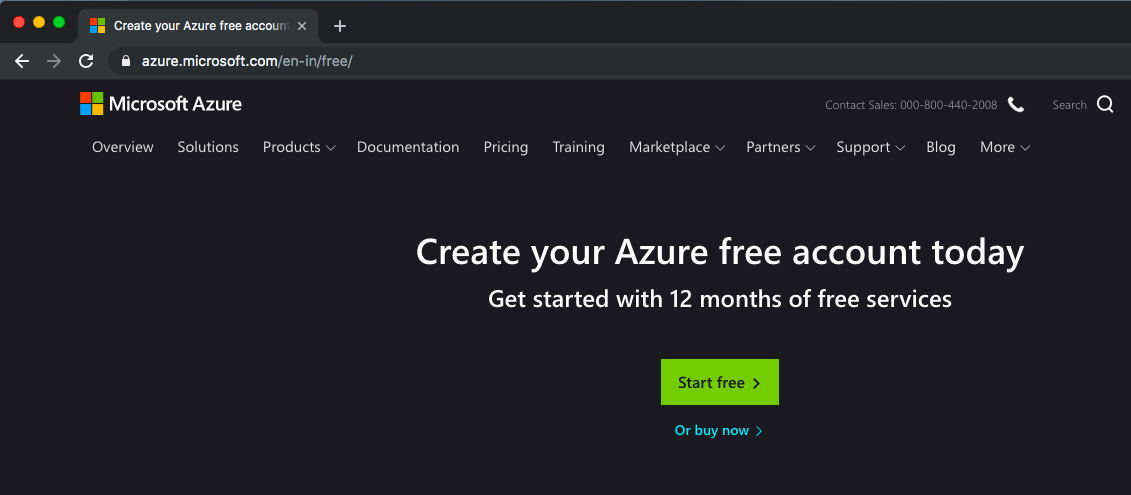 Create your Azure free accoun
azure.microsoft.com/en-in/free/
Microsoft Azure
Contact Sales: 000-800-440-2008
Search
Overview Solutions Products Documentation Pricing Training Marketplace Partners Support Blog More
Create your Azure free account today
Get started with 12 months of free services
Start free
Or buy now